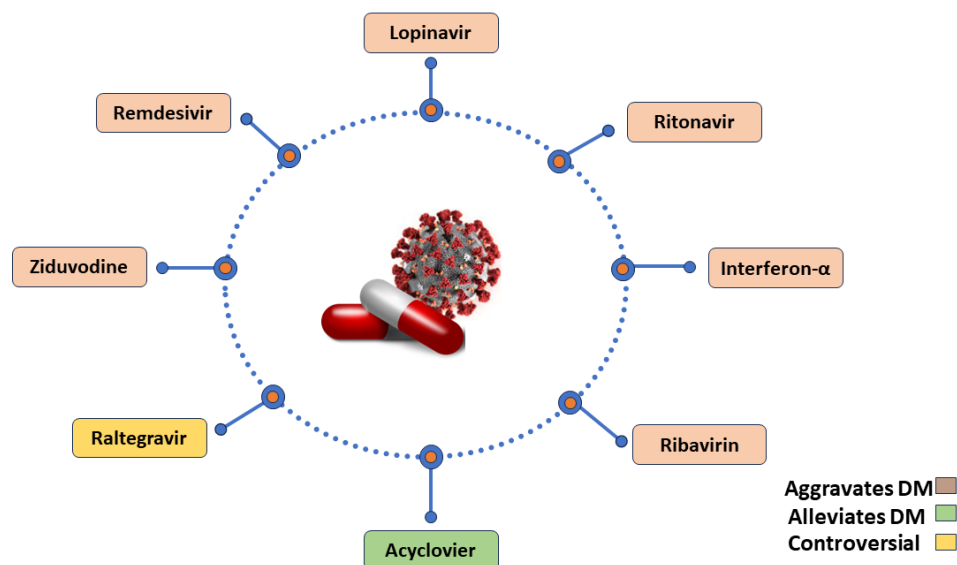 Lopinavir
Remdesivir
Ritonavir
Ziduvodine
Interferon-α
Raltegravir
Ribavirin
Acyclovier
Aggravates DM
Alleviates DM
Controversial